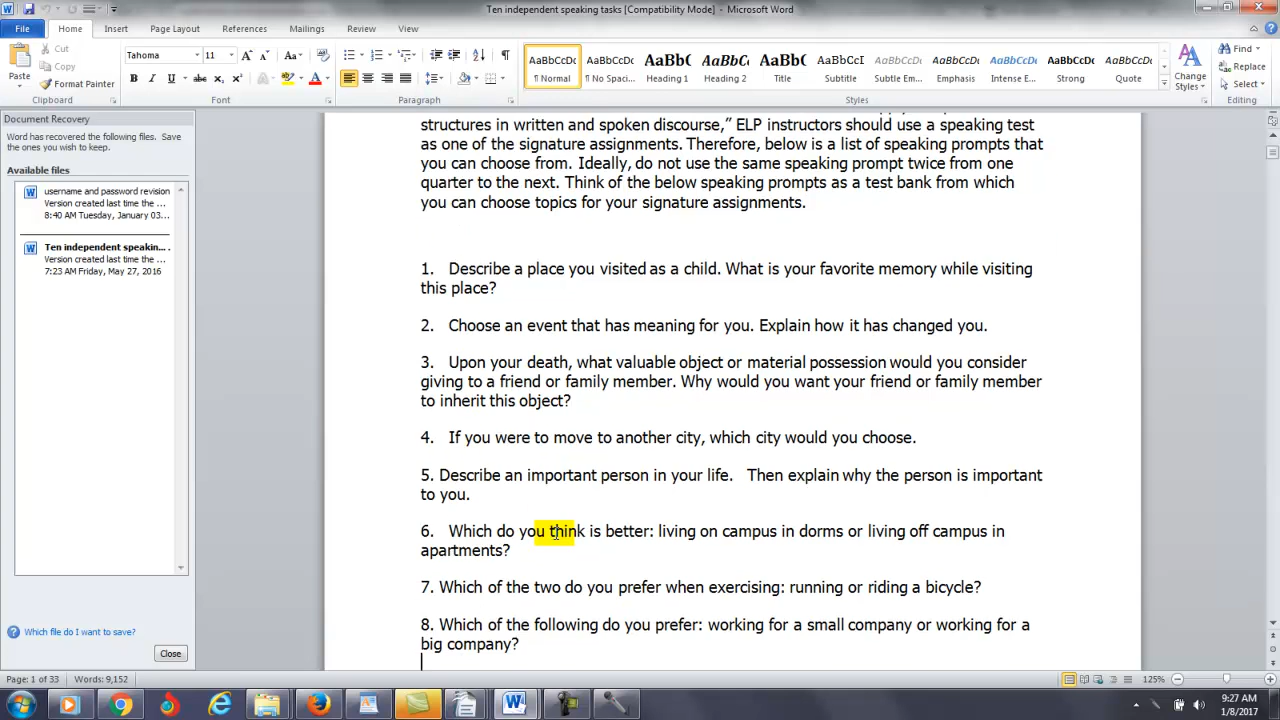 Ten independent speaking tasks [Compatibility Mode] - Microsoft Word
File Home Insert Page Layout References Mailings Review View
Paste
Cut
Copy
Format Painter
Tahoma 11
AaBbCcDc AaBbCcDc AaBbC AaBbCc AaBbC AaBbCcI AaBbCcDc AaBbCcDc AaBbCcDc AaBbCcDc AaBbCcDc
¶ Normal ¶ No Spaci... Heading 1 Heading 2 Title Subtitle Subtle Em... Emphasis Intense E... Strong Quote
Change Styles
Find
Replace
Select
Clipboard Font Paragraph Styles Editing
Document Recovery
Word has recovered the following files. Save
the ones you wish to keep.
Available files
username and password revision
Version created last time the ...
8:40 AM Tuesday, January 03...
Ten independent speakin... .
Version created last time the ...
7:23 AM Friday, May 27, 2016
Which file do I want to save?
Close
structures in written and spoken discourse,” ELP instructors should use a speaking test
as one of the signature assignments. Therefore, below is a list of speaking prompts that
you can choose from. Ideally, do not use the same speaking prompt twice from one
quarter to the next. Think of the below speaking prompts as a test bank from which
you can choose topics for your signature assignments.
1. Describe a place you visited as a child. What is your favorite memory while visiting
this place?
2. Choose an event that has meaning for you. Explain how it has changed you.
3. Upon your death, what valuable object or material possession would you consider
giving to a friend or family member. Why would you want your friend or family member
to inherit this object?
4. If you were to move to another city, which city would you choose.
5. Describe an important person in your life. Then explain why the person is important
to you.
6. Which do you think is better: living on campus in dorms or living off campus in
apartments?
7. Which of the two do you prefer when exercising: running or riding a bicycle?
8. Which of the following do you prefer: working for a small company or working for a
big company?
Page: 1 of 33 Words: 9,152
125%
9:27 AM
1/8/2017